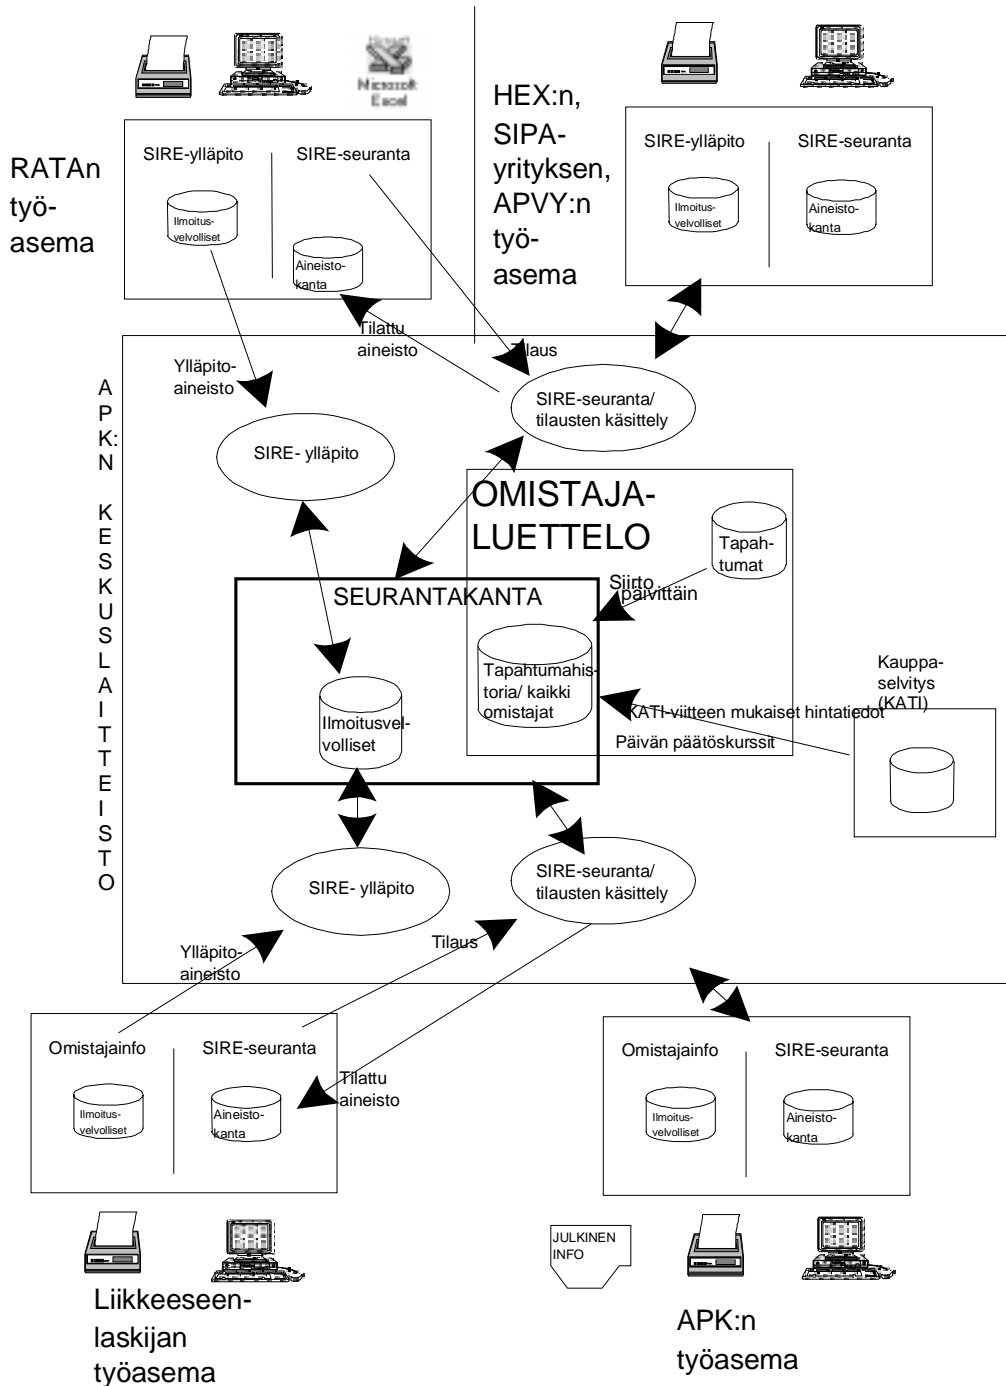 Microsoft
Excel
RATAn
työ-
asema
SIRE-ylläpito
SIRE-seuranta
Ilmoitus-
velvolliset
Aineisto-
kanta
HEX:n,
SIPA-
yrityksen,
APVY:n
työ-
asema
SIRE-ylläpito
SIRE-seuranta
Ilmoitus-
velvolliset
Aineisto-
kanta
Tilattu
aineisto
Tilaus
Ylläpito-
aineisto
A
P
K:
N
K
E
S
K
U
S
L
A
I
T
T
E
I
S
T
O
SIRE- ylläpito
SIRE-seuranta/
tilausten käsittely
OMISTAJA-
LUETTELO
Tapah-
tumat
Siirto
päivittäin
SEURANTAKANTA
Tapahtumahis-
toria/ kaikki
omistajat
Ilmoitusvel-
volliset
Kauppa-
selvitys
(KATI)
KATI-viitteen mukaiset hintatiedot
Päivän päätöskurssit
SIRE- ylläpito
SIRE-seuranta/
tilausten käsittely
Ylläpito-
aineisto
Tilaus
Tilattu
aineisto
Omistajainfo
SIRE-seuranta
Ilmoitus-
velvolliset
Aineisto-
kanta
Omistajainfo
SIRE-seuranta
Ilmoitus-
velvolliset
Aineisto-
kanta
Liikkeeseen-
laskijan
työasema
JULKINEN
INFO
APK:n
työasema